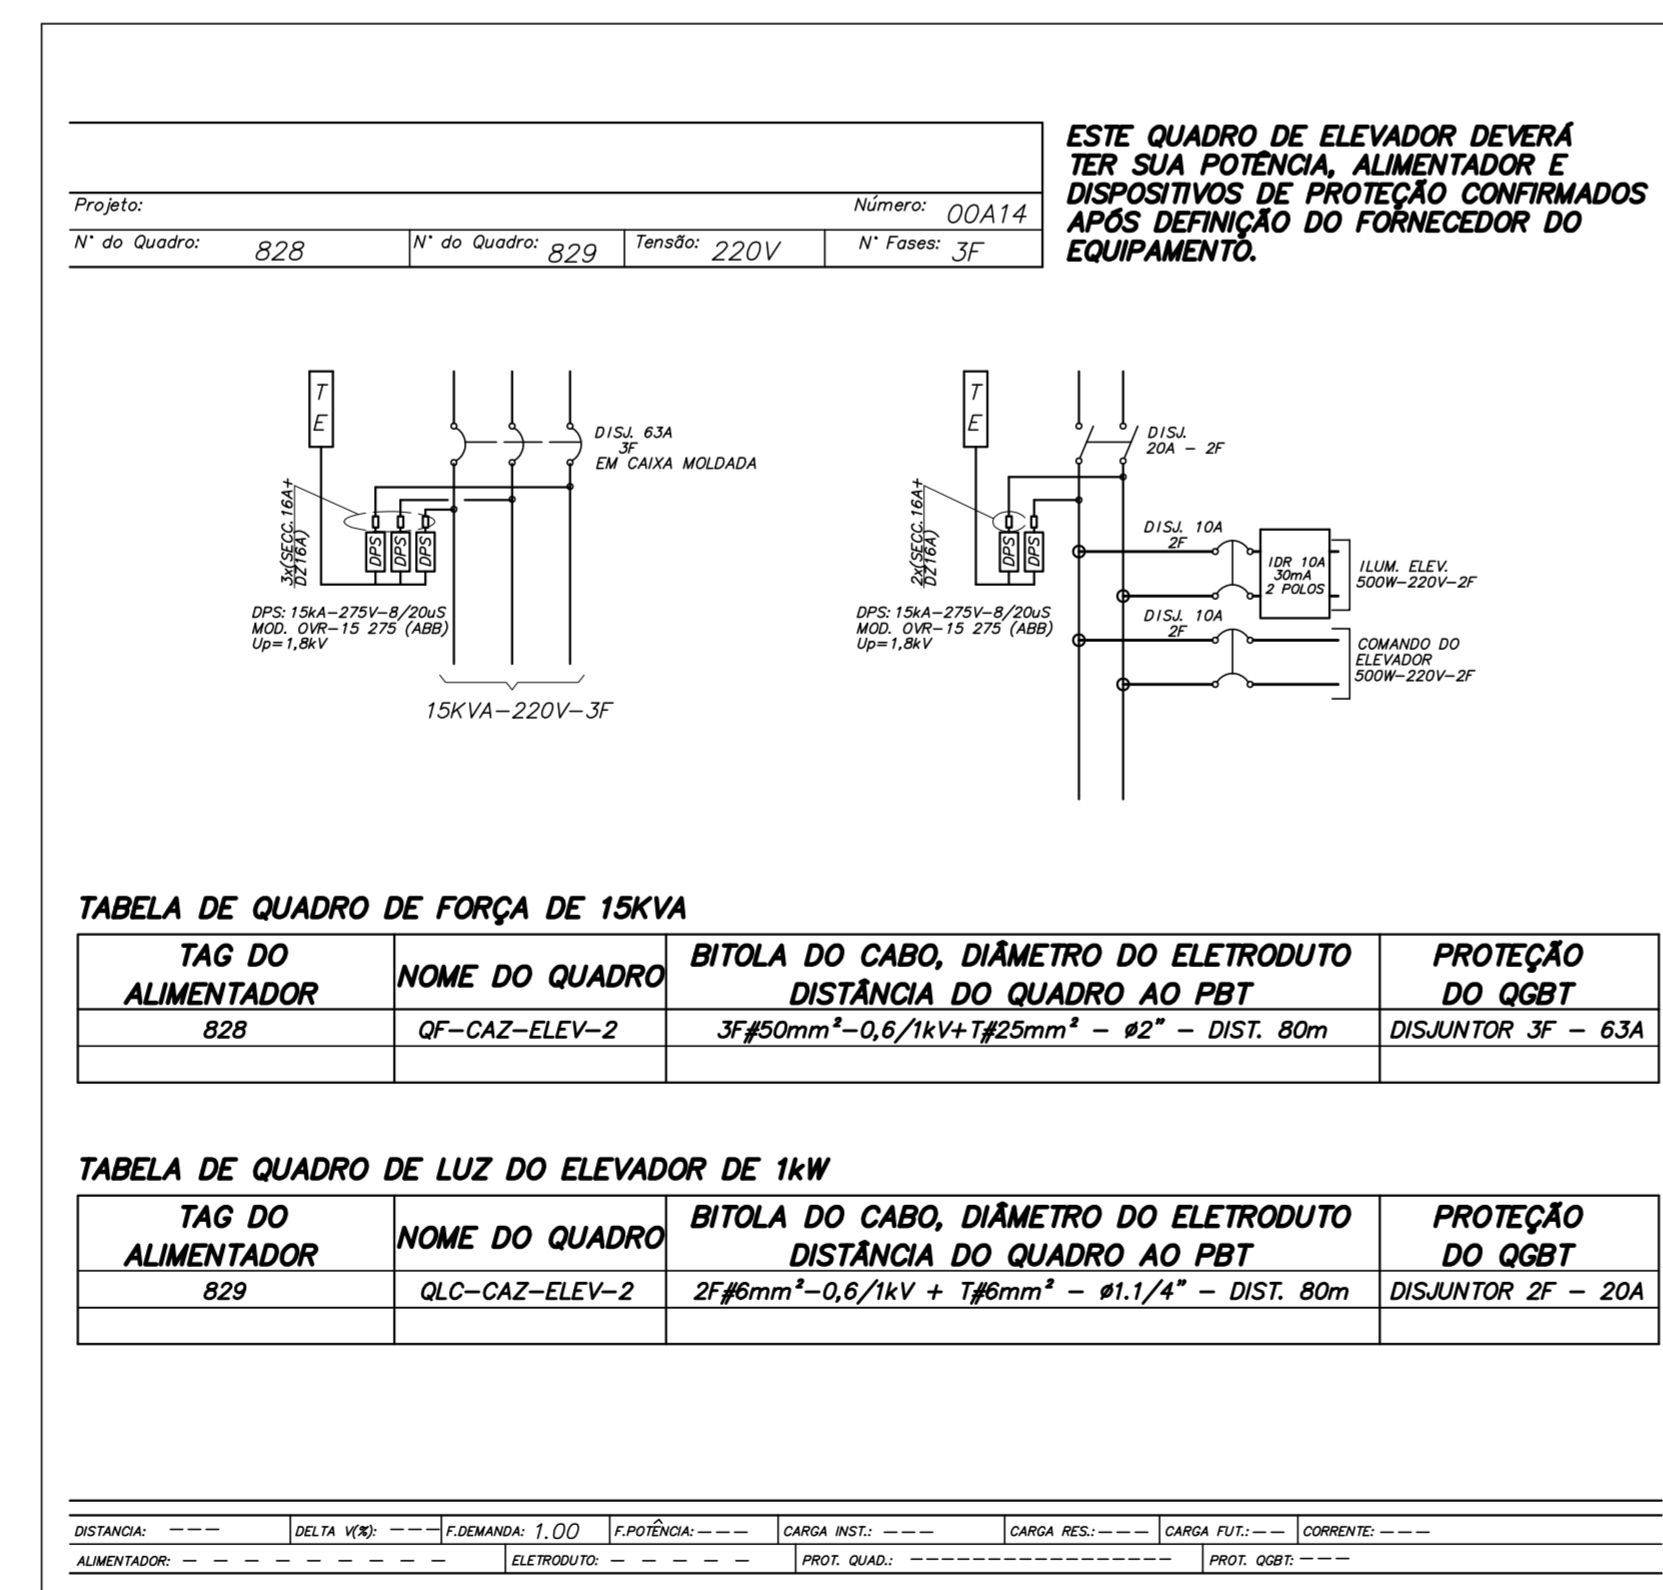 ESTE QUADRO DE ELEVADOR DEVERÁ
TER SUA POTÊNCIA, ALIMENTADOR E
DISPOSITIVOS DE PROTEÇÃO CONFIRMADOS
APÓS DEFINIÇÃO DO FORNECEDOR DO
EQUIPAMENTO.
Projeto: Número: 00A14
N° do Quadro: 828 N° do Quadro: 829 Tensão: 220V N° Fases: 3F
T
E
DISJ. 63A
3F
EM CAIXA MOLDADA
3x(SECC.16A+
DZ16A)
DPS DPS DPS
DPS: 15kA-275V-8/20uS
MOD. OVR-15 275 (ABB)
Up=1,8kV
15KVA-220V-3F
T
E
DISJ.
20A - 2F
2x(SECC.16A+
DZ16A)
DPS DPS
DPS: 15kA-275V-8/20uS
MOD. OVR-15 275 (ABB)
Up=1,8kV
DISJ. 10A
2F
IDR 10A
30mA
2 POLOS
ILUM. ELEV.
500W-220V-2F
DISJ. 10A
2F
COMANDO DO
ELEVADOR
500W-220V-2F
TABELA DE QUADRO DE FORÇA DE 15KVA
TAG DO
ALIMENTADOR
NOME DO QUADRO
BITOLA DO CABO, DIÂMETRO DO ELETRODUTO
DISTÂNCIA DO QUADRO AO PBT
PROTEÇÃO
DO QGBT
828 QF-CAZ-ELEV-2 3F#50mm²-0,6/1kV+T#25mm² - ø2" - DIST. 80m DISJUNTOR 3F - 63A
TABELA DE QUADRO DE LUZ DO ELEVADOR DE 1kW
TAG DO
ALIMENTADOR
NOME DO QUADRO
BITOLA DO CABO, DIÂMETRO DO ELETRODUTO
DISTÂNCIA DO QUADRO AO PBT
PROTEÇÃO
DO QGBT
829 QLC-CAZ-ELEV-2 2F#6mm²-0,6/1kV + T#6mm² - ø1.1/4" - DIST. 80m DISJUNTOR 2F - 20A
DISTANCIA: --- DELTA V(%): --- F.DEMANDA: 1.00 F.POTÊNCIA: --- CARGA INST.: --- CARGA RES.: --- CARGA FUT.: -- CORRENTE: ---
ALIMENTADOR: - - - - - - - - - ELETRODUTO: - - - - - PROT. QUAD.: ----------------- PROT. QGBT: ---